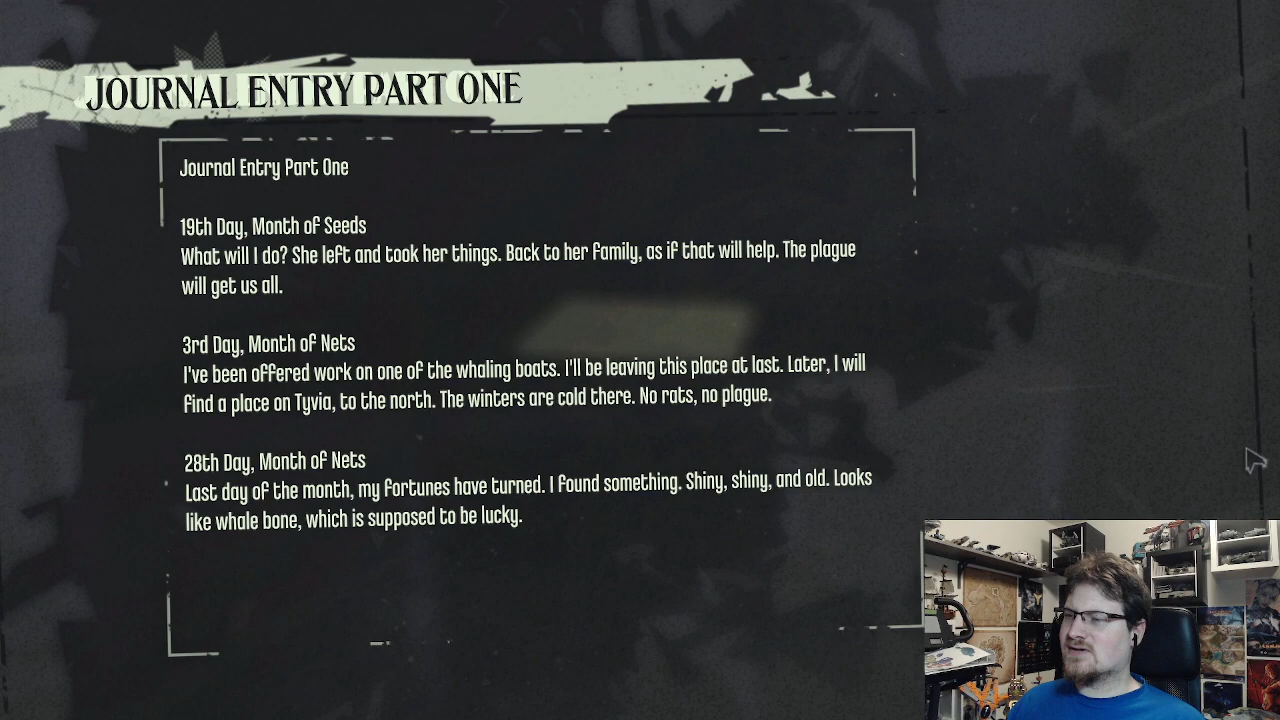 JOURNAL ENTRY PART ONE
Journal Entry Part One
19th Day, Month of Seeds
What will I do? She left and took her things. Back to her family, as if that will help. The plague
will get us all.
3rd Day, Month of Nets
I've been offered work on one of the whaling boats. I'll be leaving this place at last. Later, I will
find a place on Tyvia, to the north. The winters are cold there. No rats, no plague.
28th Day, Month of Nets
Last day of the month, my fortunes have turned. I found something. Shiny, shiny, and old. Looks
like whale bone, which is supposed to be lucky.